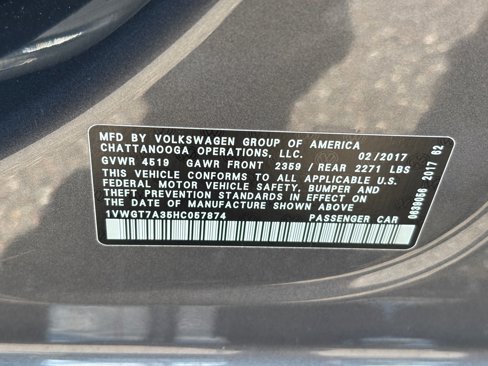 MFD BY VOLKSWAGEN GROUP OF AMERICA
CHATTANOOGA OPERATIONS, LLC. 02/2017
GVWR 4519 GAWR FRONT 2359 / REAR 2271 LBS
THIS VEHICLE CONFORMS TO ALL APPLICABLE U.S.
FEDERAL MOTOR VEHICLE SAFETY, BUMPER AND
THEFT PREVENTION STANDARDS IN EFFECT ON
THE DATE OF MANUFACTURE SHOWN ABOVE
1VWGT7A35HC057874 PASSENGER CAR
0639066 2017 02